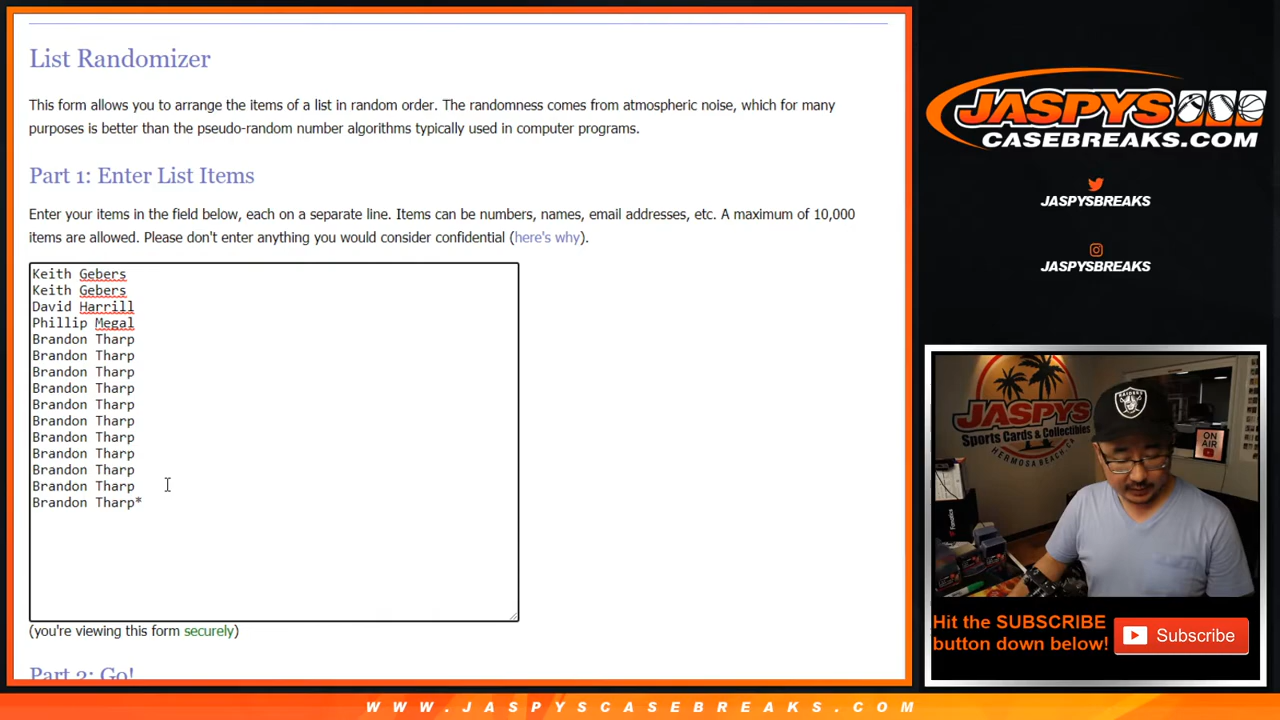 List Randomizer
This form allows you to arrange the items of a list in random order. The randomness comes from atmospheric noise, which for many
purposes is better than the pseudo-random number algorithms typically used in computer programs.
Part 1: Enter List Items
Enter your items in the field below, each on a separate line. Items can be numbers, names, email addresses, etc. A maximum of 10,000
items are allowed. Please don't enter anything you would consider confidential (here's why).
Keith Gebers
Keith Gebers
David Harrill
Phillip Megal
Brandon Tharp
Brandon Tharp
Brandon Tharp
Brandon Tharp
Brandon Tharp
Brandon Tharp
Brandon Tharp
Brandon Tharp
Brandon Tharp
Brandon Tharp
Brandon Tharp*
(you're viewing this form securely)
Part 2: Go!
JASPYS
CASEBREAKS.COM
JASPYSBREAKS
JASPYSBREAKS
JASPYS
Sports Cards & Collectibles
HERMOSA BEACH, CA
RAIDERS
ON
AIR
Hit the SUBSCRIBE
button down below!
Subscribe
WWW.JASPYSCASEBREAKS.COM